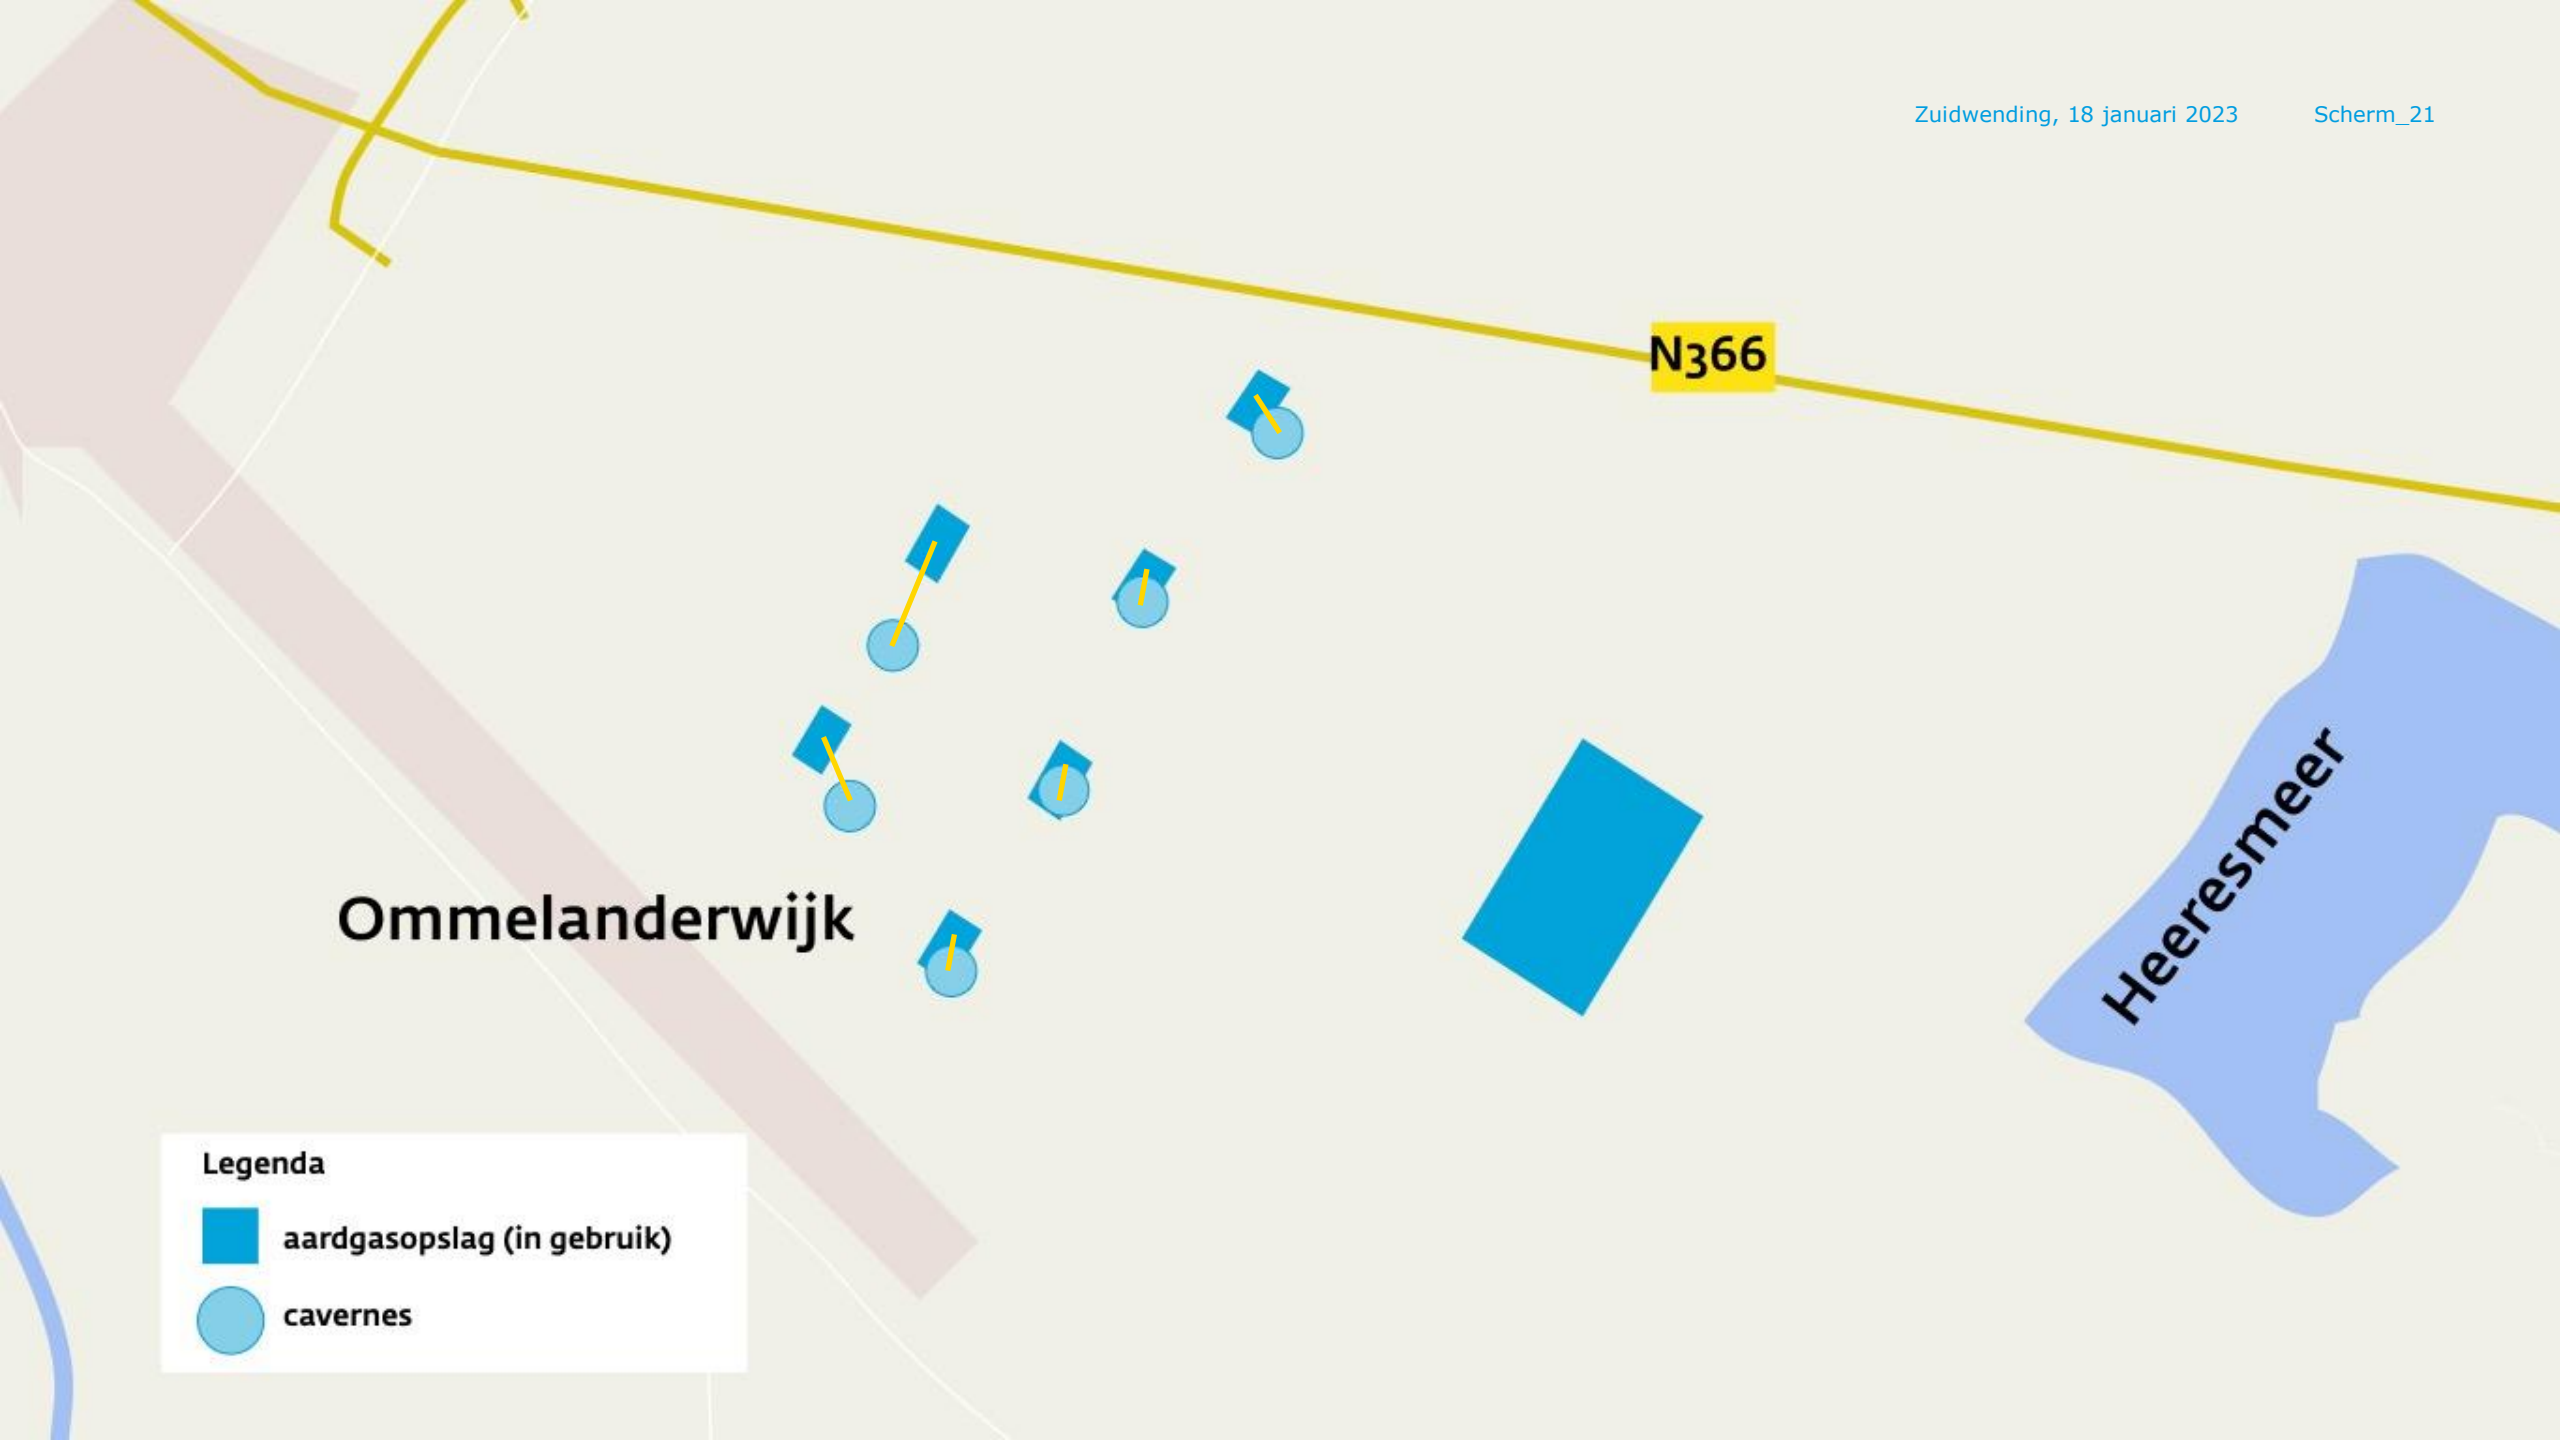 Zuidwending, 18 januari 2023 Scherm_21
N366
Heeresmeer
Ommelanderwijk
Legenda
aardgasopslag (in gebruik)
cavernes